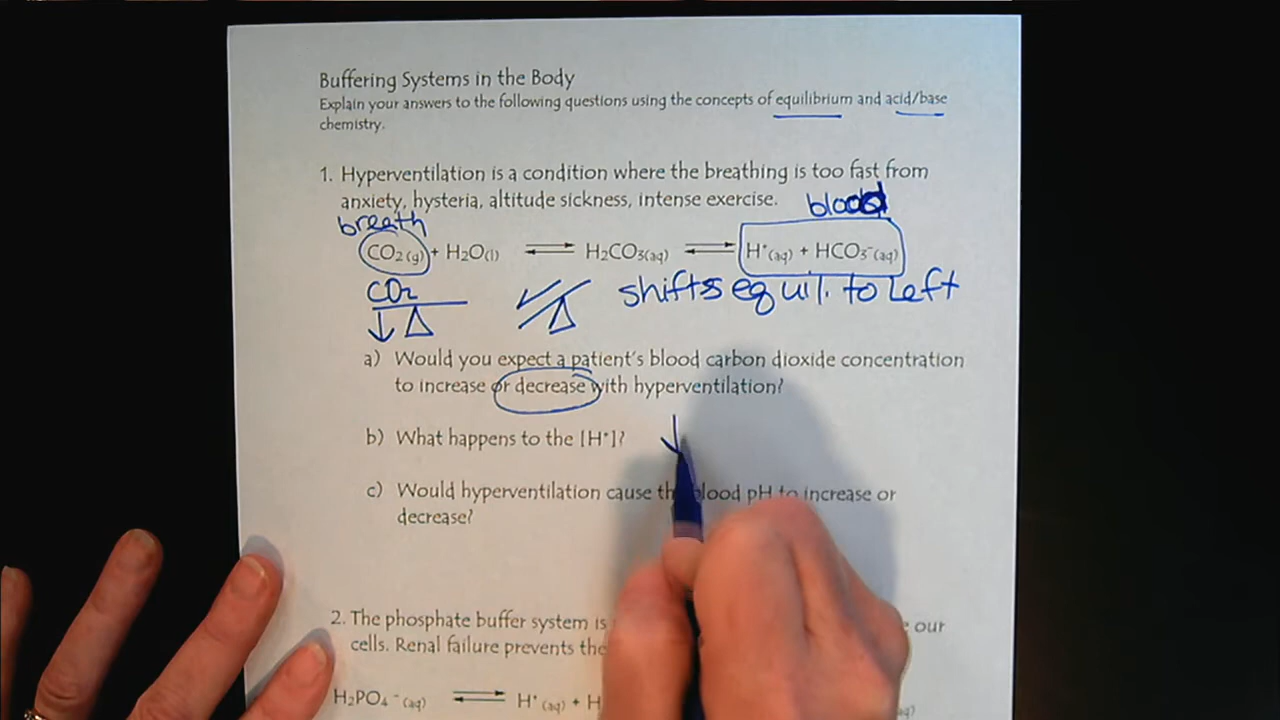 Buffering Systems in the Body
Explain your answers to the following questions using the concepts of equilibrium and acid/base
chemistry.
1. Hyperventilation is a condition where the breathing is too fast from
anxiety, hysteria, altitude sickness, intense exercise.
breath blood
CO₂(g) + H₂O(l) ⇌ H₂CO₃(aq) ⇌ H⁺(aq) + HCO₃⁻(aq)
CO₂ shifts equil. to left
↓ Δ
a) Would you expect a patient's blood carbon dioxide concentration
to increase or decrease with hyperventilation?
b) What happens to the [H⁺]? ↓
c) Would hyperventilation cause the blood pH to increase or
decrease?
2. The phosphate buffer system is our
cells. Renal failure prevents the
H₂PO₄⁻(aq) ⇌ H⁺(aq) + H